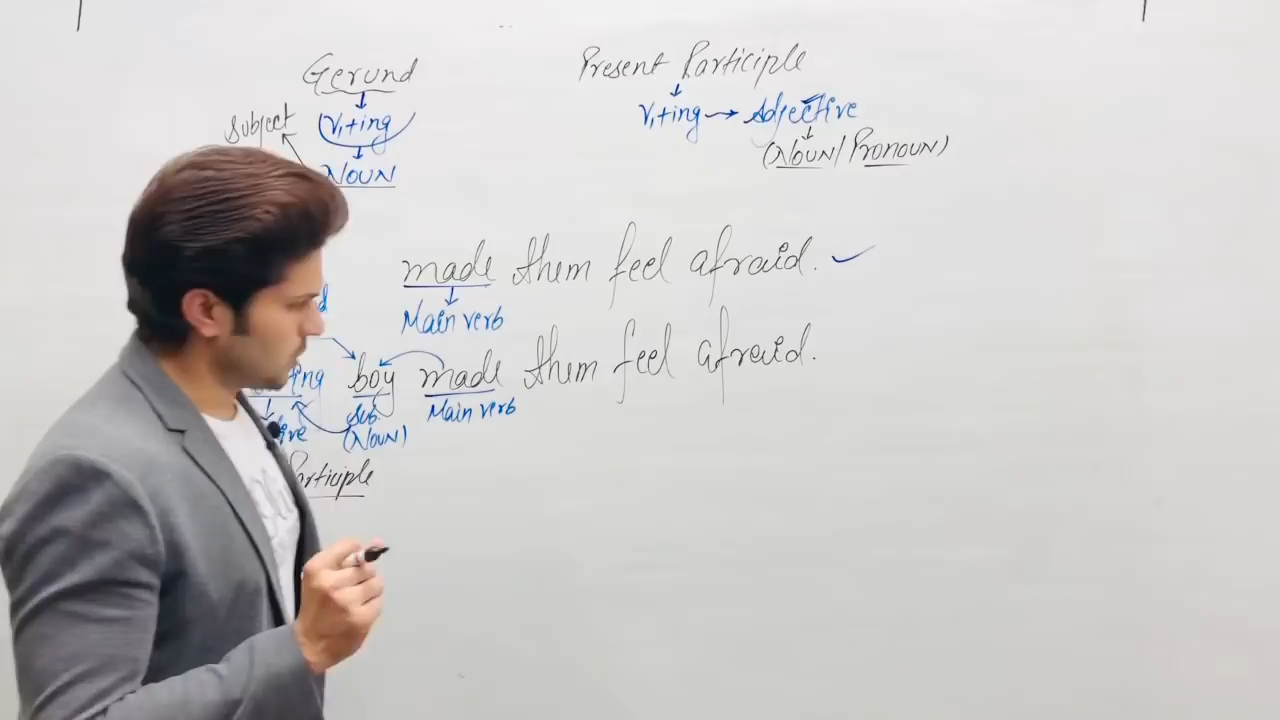 Gerund
Present Participle
Subject
V₁+ing
V₁+ing → Adjective
NOUN
(NOUN/PRONOUN)
made them feel afraid. ✓
Main verb
ing boy made them feel afraid.
Sub.
(NOUN)
Main verb
Participle